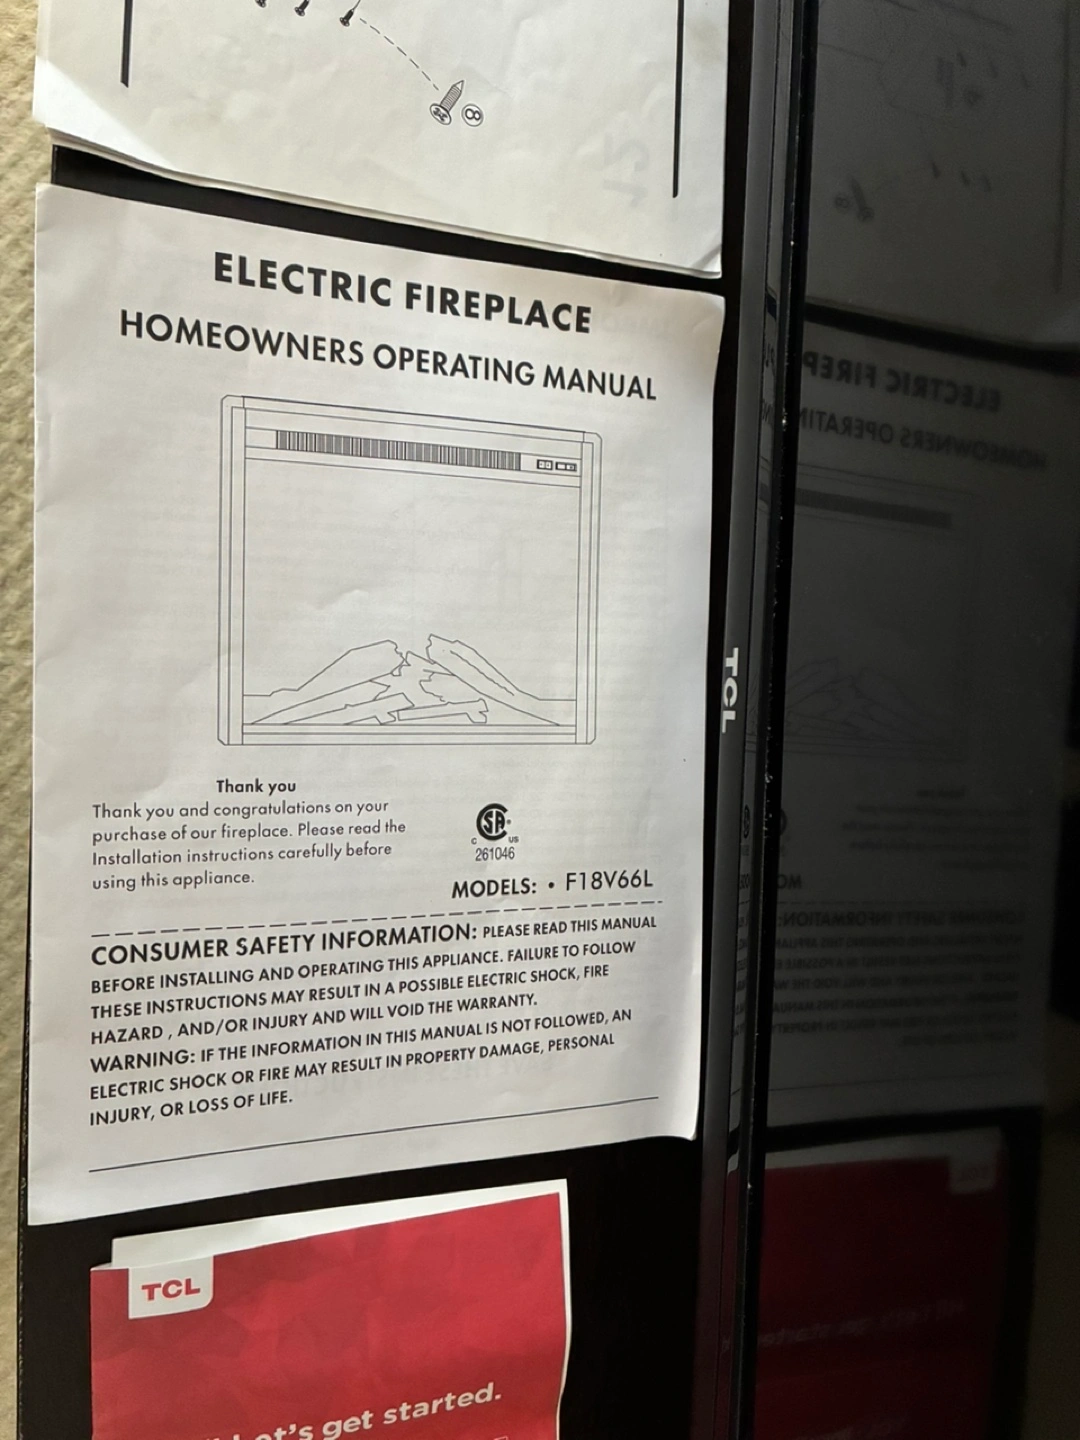 8
ELECTRIC FIREPLACE
HOMEOWNERS OPERATING MANUAL
Thank you
Thank you and congratulations on your
purchase of our fireplace. Please read the
Installation instructions carefully before
using this appliance.
SA®
C US
261046
MODELS: • F18V66L
CONSUMER SAFETY INFORMATION: PLEASE READ THIS MANUAL
BEFORE INSTALLING AND OPERATING THIS APPLIANCE. FAILURE TO FOLLOW
THESE INSTRUCTIONS MAY RESULT IN A POSSIBLE ELECTRIC SHOCK, FIRE
HAZARD , AND/OR INJURY AND WILL VOID THE WARRANTY.
WARNING: IF THE INFORMATION IN THIS MANUAL IS NOT FOLLOWED, AN
ELECTRIC SHOCK OR FIRE MAY RESULT IN PROPERTY DAMAGE, PERSONAL
INJURY, OR LOSS OF LIFE.
TCL
TCL
Let's get started.